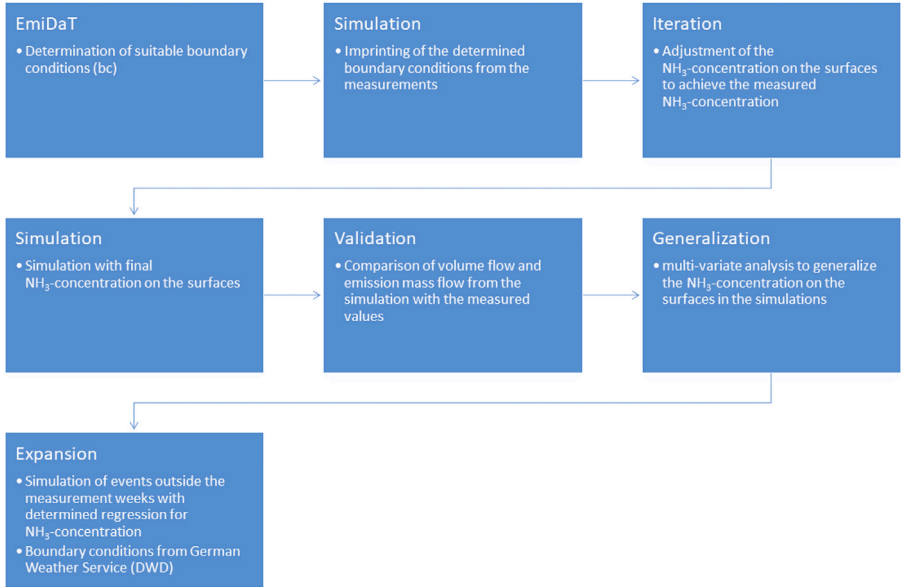 EmiDaT
• Determination of suitable boundary
conditions (bc)
Simulation
• Imprinting of the determined
boundary conditions from the
measurements
Iteration
• Adjustment of the
NH₃-concentration on the surfaces
to achieve the measured
NH₃-concentration
Simulation
• Simulation with final
NH₃-concentration on the surfaces
Validation
• Comparison of volume flow and
emission mass flow from the
simulation with the measured
values
Generalization
• multi-variate analysis to generalize
the NH₃-concentration on the
surfaces in the simulations
Expansion
• Simulation of events outside the
measurement weeks with
determined regression for
NH₃-concentration
• Boundary conditions from German
Weather Service (DWD)